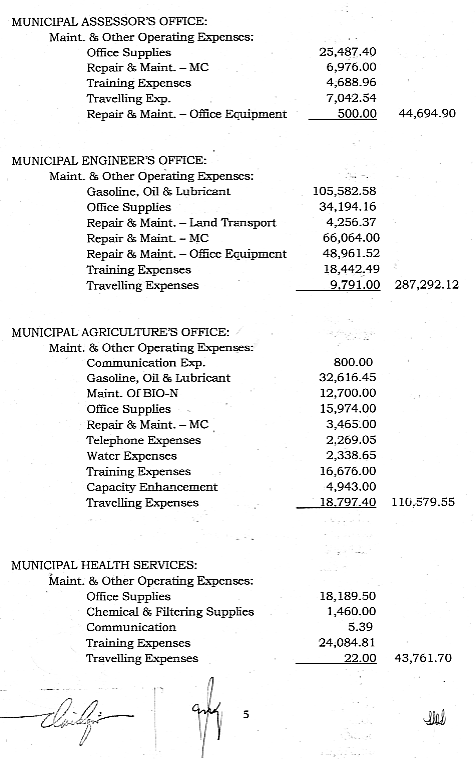 MUNICIPAL ASSESSOR'S OFFICE:
Maint. & Other Operating Expenses:
Office Supplies 25,487.40
Repair & Maint. – MC 6,976.00
Training Expenses 4,688.96
Travelling Exp. 7,042.54
Repair & Maint. – Office Equipment 500.00 44,694.90
MUNICIPAL ENGINEER'S OFFICE:
Maint. & Other Operating Expenses:
Gasoline, Oil & Lubricant 105,582.58
Office Supplies 34,194.16
Repair & Maint. – Land Transport 4,256.37
Repair & Maint. – MC 66,064.00
Repair & Maint. – Office Equipment 48,961.52
Training Expenses 18,442.49
Travelling Expenses 9,791.00 287,292.12
MUNICIPAL AGRICULTURE'S OFFICE:
Maint. & Other Operating Expenses:
Communication Exp. 800.00
Gasoline, Oil & Lubricant 32,616.45
Maint. Of BIO-N 12,700.00
Office Supplies 15,974.00
Repair & Maint. – MC 3,465.00
Telephone Expenses 2,269.05
Water Expenses 2,338.65
Training Expenses 16,676.00
Capacity Enhancement 4,943.00
Travelling Expenses 18,797.40 110,579.55
MUNICIPAL HEALTH SERVICES:
Maint. & Other Operating Expenses:
Office Supplies 18,189.50
Chemical & Filtering Supplies 1,460.00
Communication 5.39
Training Expenses 24,084.81
Travelling Expenses 22.00 43,761.70
5